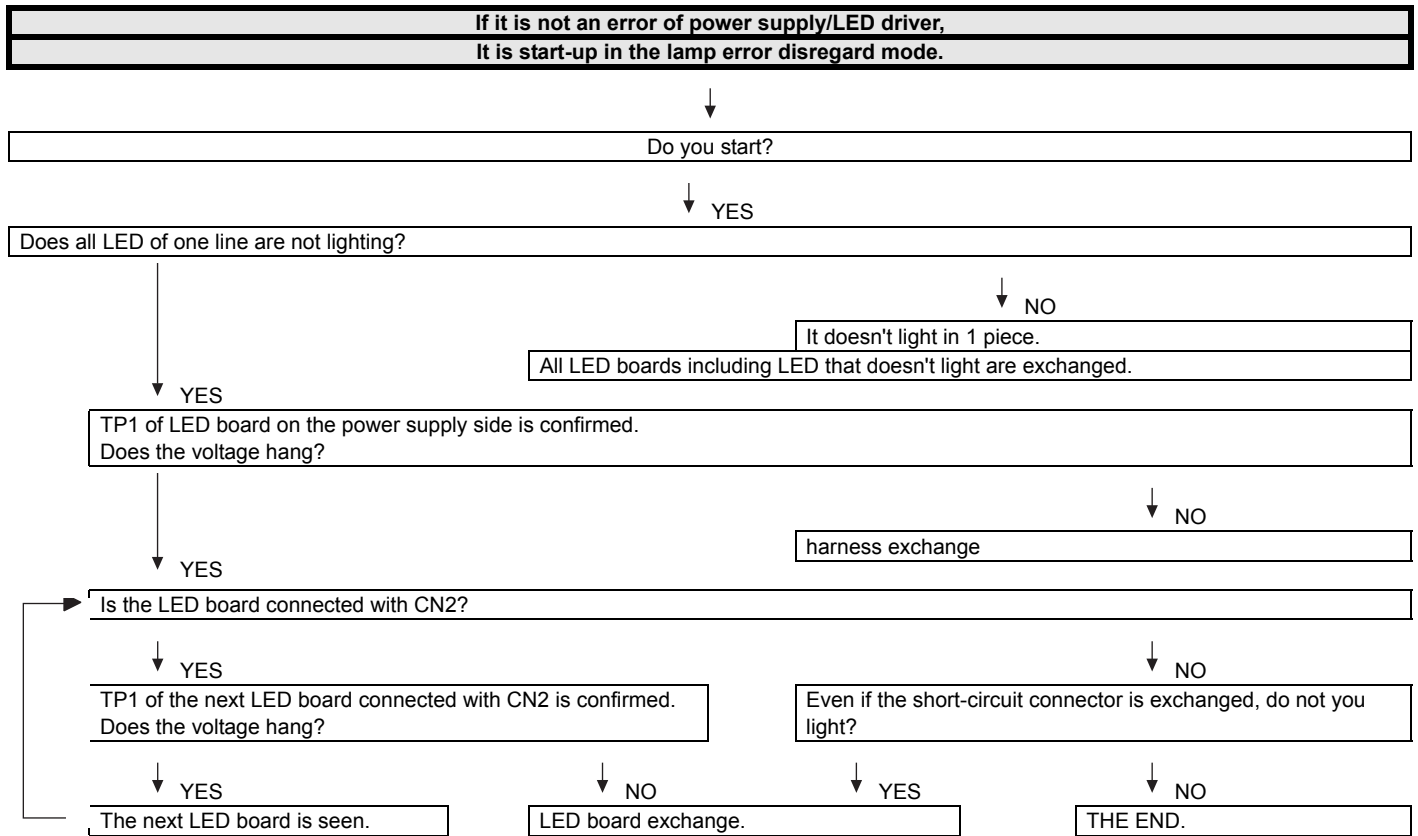 If it is not an error of power supply/LED driver,
It is start-up in the lamp error disregard mode.
Do you start?
YES
Does all LED of one line are not lighting?
NO
It doesn't light in 1 piece.
All LED boards including LED that doesn't light are exchanged.
YES
TP1 of LED board on the power supply side is confirmed.
Does the voltage hang?
NO
harness exchange
YES
Is the LED board connected with CN2?
YES
NO
TP1 of the next LED board connected with CN2 is confirmed.
Does the voltage hang?
Even if the short-circuit connector is exchanged, do not you
light?
YES
NO
YES
NO
The next LED board is seen.
LED board exchange.
THE END.